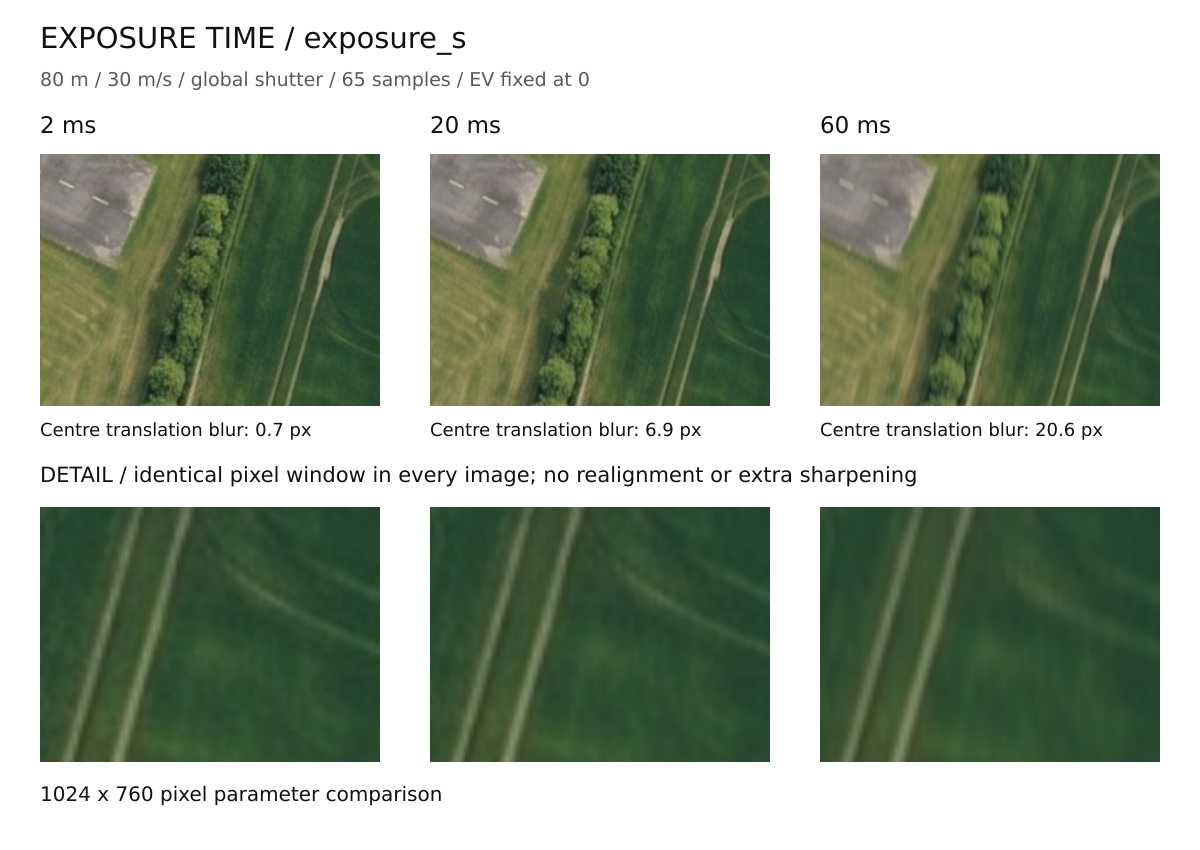 EXPOSURE TIME / exposure_s
80 m / 30 m/s / global shutter / 65 samples / EV fixed at 0
2 ms
20 ms
60 ms
Centre translation blur: 0.7 px
Centre translation blur: 6.9 px
Centre translation blur: 20.6 px
DETAIL / identical pixel window in every image; no realignment or extra sharpening
1024 x 760 pixel parameter comparison